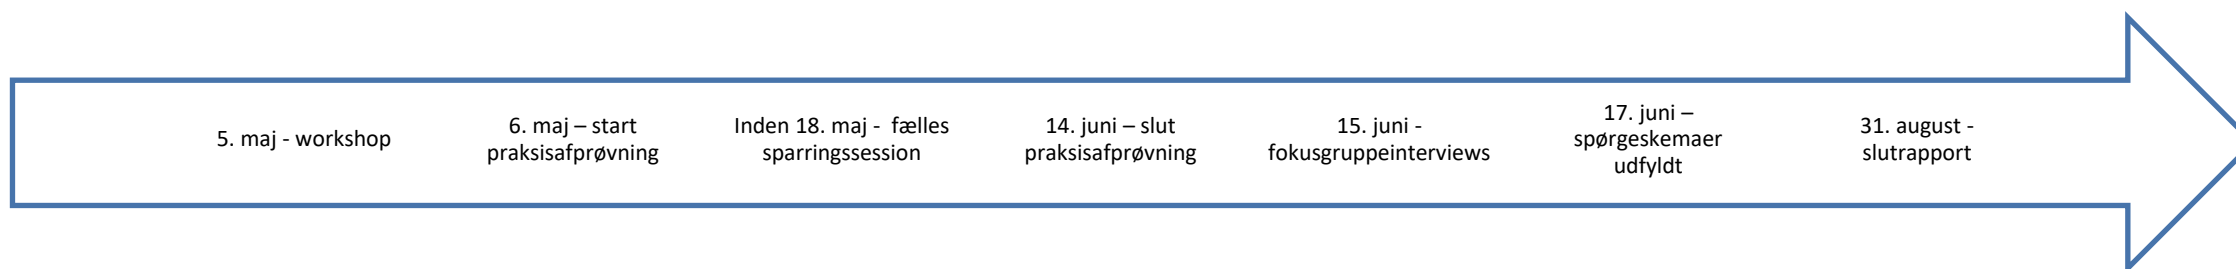 5. maj - workshop
6. maj – start
praksisafprøvning
Inden 18. maj -  fælles
sparringssession
14. juni – slut
praksisafprøvning
15. juni -
fokusgruppeinterviews
17. juni –
spørgeskemaer
udfyldt
31. august -
slutrapport